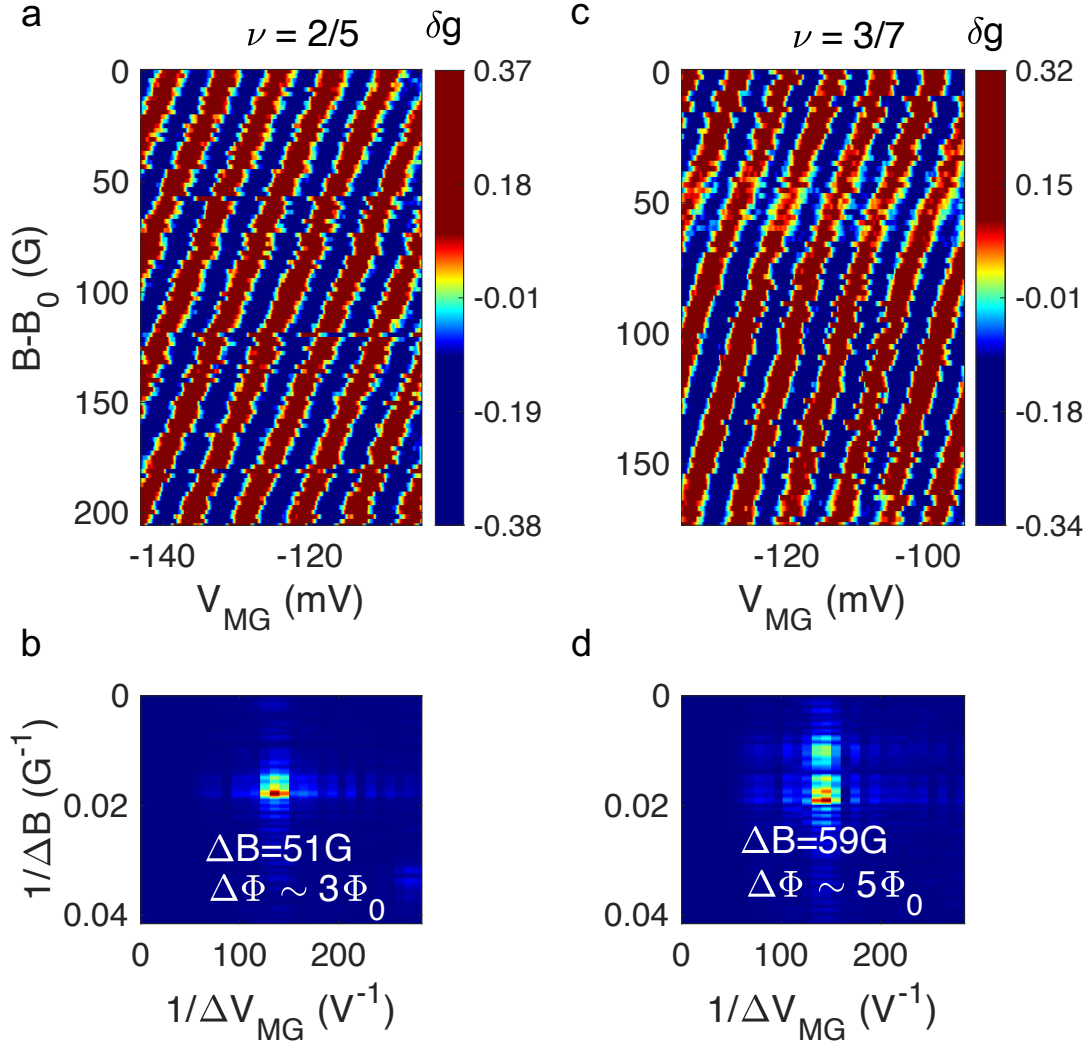 a
ν = 2/5
δg
0
50
100
150
200
B-B₀ (G)
-140
-120
V_MG (mV)
0.37
0.18
-0.01
-0.19
-0.38
c
ν = 3/7
δg
0
50
100
150
-120
-100
V_MG (mV)
0.32
0.15
-0.01
-0.18
-0.34
b
0
0.02
0.04
1/ΔB (G⁻¹)
ΔB=51G
ΔΦ ∼ 3Φ₀
0
100
200
1/ΔV_MG (V⁻¹)
d
0
0.02
0.04
ΔB=59G
ΔΦ ∼ 5Φ₀
0
100
200
1/ΔV_MG (V⁻¹)